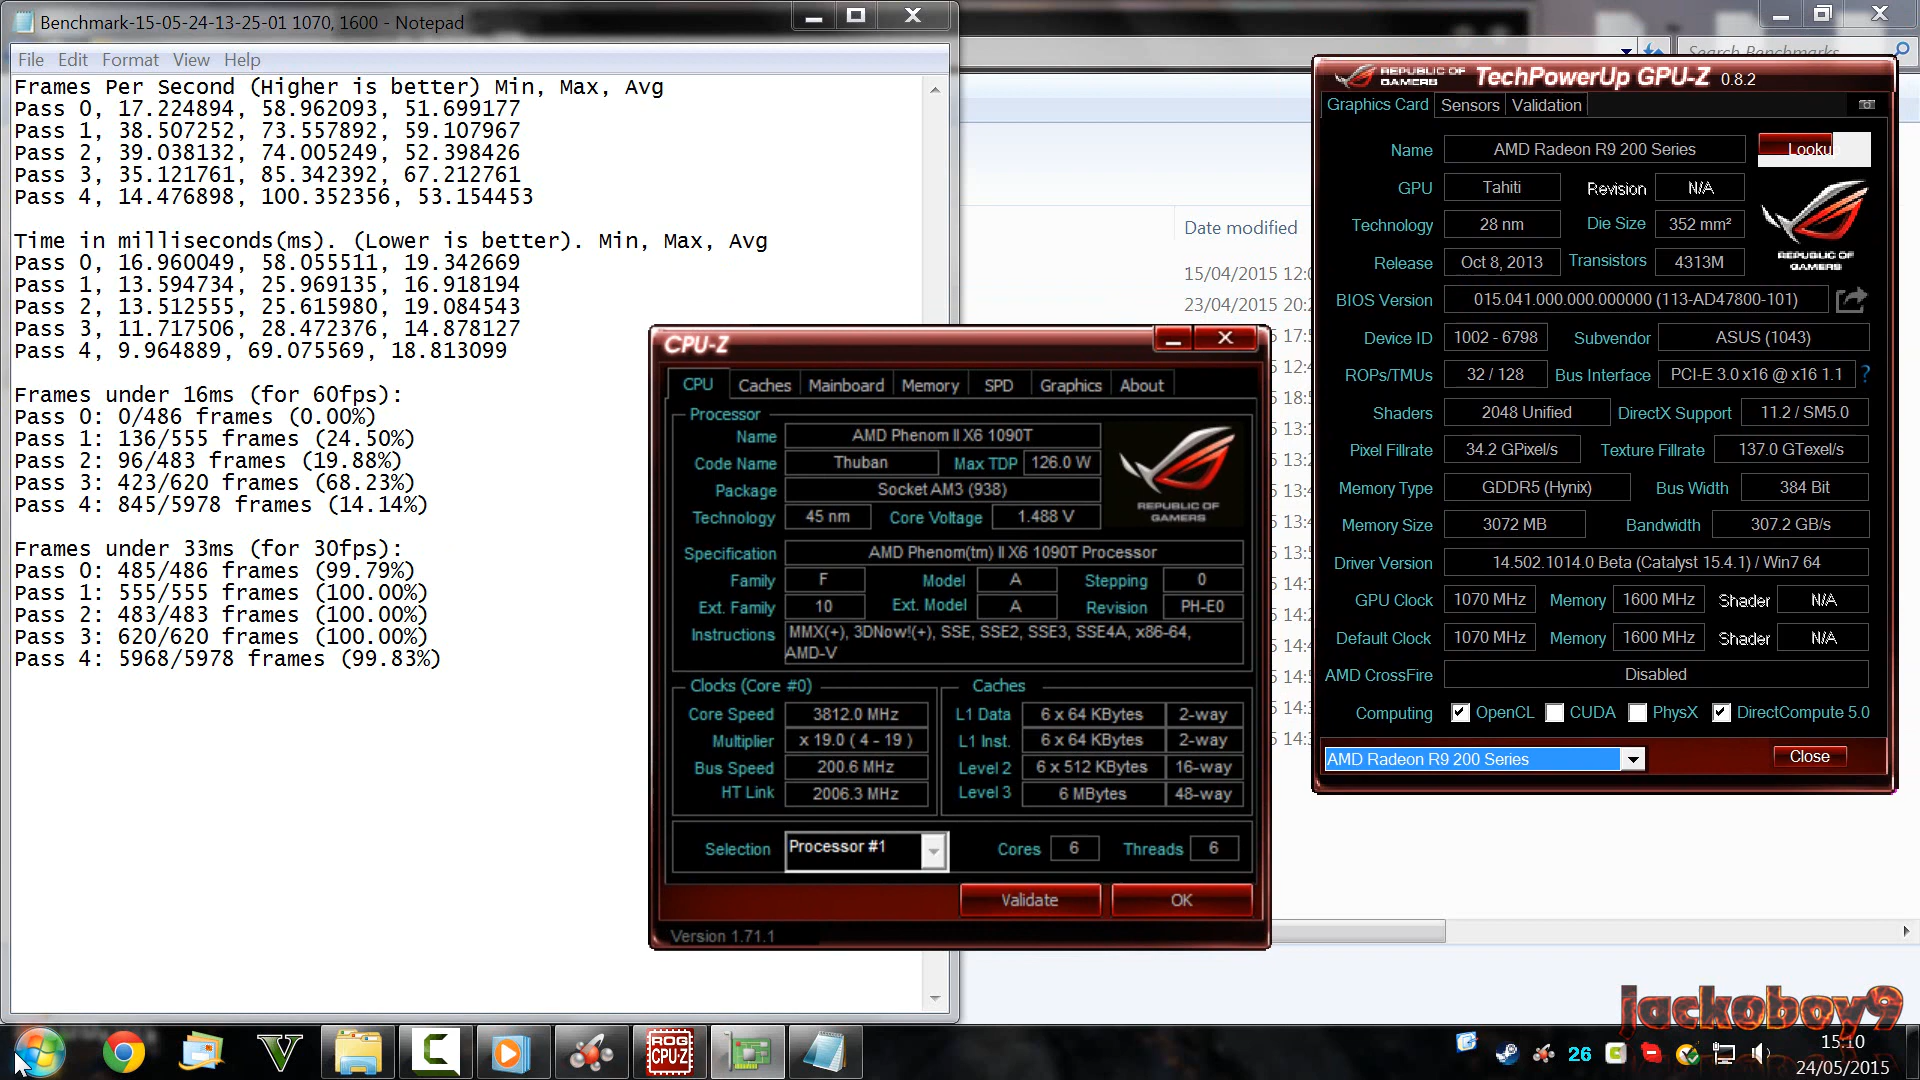 Benchmark-15-05-24-13-25-01 1070, 1600 - Notepad
File Edit Format View Help
Frames Per Second (Higher is better) Min, Max, Avg
Pass 0, 17.224894, 58.962093, 51.699177
Pass 1, 38.507252, 73.557892, 59.107967
Pass 2, 39.038132, 74.005249, 52.398426
Pass 3, 35.121761, 85.342392, 67.212761
Pass 4, 14.476898, 100.352356, 53.154453
Time in milliseconds(ms). (Lower is better). Min, Max, Avg
Pass 0, 16.960049, 58.055511, 19.342669
Pass 1, 13.594734, 25.969135, 16.918194
Pass 2, 13.512555, 25.615980, 19.084543
Pass 3, 11.717506, 28.472376, 14.878127
Pass 4, 9.964889, 69.075569, 18.813099
Frames under 16ms (for 60fps):
Pass 0: 0/486 frames (0.00%)
Pass 1: 136/555 frames (24.50%)
Pass 2: 96/483 frames (19.88%)
Pass 3: 423/620 frames (68.23%)
Pass 4: 845/5978 frames (14.14%)
Frames under 33ms (for 30fps):
Pass 0: 485/486 frames (99.79%)
Pass 1: 555/555 frames (100.00%)
Pass 2: 483/483 frames (100.00%)
Pass 3: 620/620 frames (100.00%)
Pass 4: 5968/5978 frames (99.83%)
Search Benchmarks
Date modified
15/04/2015 12:0
23/04/2015 20:2
CPU-Z
CPU Caches Mainboard Memory SPD Graphics About
Processor
Name AMD Phenom II X6 1090T
Code Name Thuban Max TDP 126.0 W
Package Socket AM3 (938)
Technology 45 nm Core Voltage 1.488 V
REPUBLIC OF
GAMERS
Specification AMD Phenom(tm) II X6 1090T Processor
Family F Model A Stepping 0
Ext. Family 10 Ext. Model A Revision PH-E0
Instructions MMX(+), 3DNow!(+), SSE, SSE2, SSE3, SSE4A, x86-64,
AMD-V
Clocks (Core #0) Caches
Core Speed 3812.0 MHz L1 Data 6 x 64 KBytes 2-way
Multiplier x 19.0 ( 4 - 19 ) L1 Inst. 6 x 64 KBytes 2-way
Bus Speed 200.6 MHz Level 2 6 x 512 KBytes 16-way
HT Link 2006.3 MHz Level 3 6 MBytes 48-way
Selection Processor #1 Cores 6 Threads 6
Validate OK
Version 1.71.1
REPUBLIC OF
GAMERS
TechPowerUp GPU-Z 0.8.2
Graphics Card Sensors Validation
Name AMD Radeon R9 200 Series Lookup
GPU Tahiti Revision N/A
Technology 28 nm Die Size 352 mm²
Release Oct 8, 2013 Transistors 4313M
REPUBLIC OF
GAMERS
BIOS Version 015.041.000.000.000000 (113-AD47800-101)
Device ID 1002 - 6798 Subvendor ASUS (1043)
ROPs/TMUs 32 / 128 Bus Interface PCI-E 3.0 x16 @ x16 1.1 ?
Shaders 2048 Unified DirectX Support 11.2 / SM5.0
Pixel Fillrate 34.2 GPixel/s Texture Fillrate 137.0 GTexel/s
Memory Type GDDR5 (Hynix) Bus Width 384 Bit
Memory Size 3072 MB Bandwidth 307.2 GB/s
Driver Version 14.502.1014.0 Beta (Catalyst 15.4.1) / Win7 64
GPU Clock 1070 MHz Memory 1600 MHz Shader N/A
Default Clock 1070 MHz Memory 1600 MHz Shader N/A
AMD CrossFire Disabled
Computing OpenCL CUDA PhysX DirectCompute 5.0
AMD Radeon R9 200 Series Close
jackoboy9
ROG
CPU-Z
26
15:10
24/05/2015